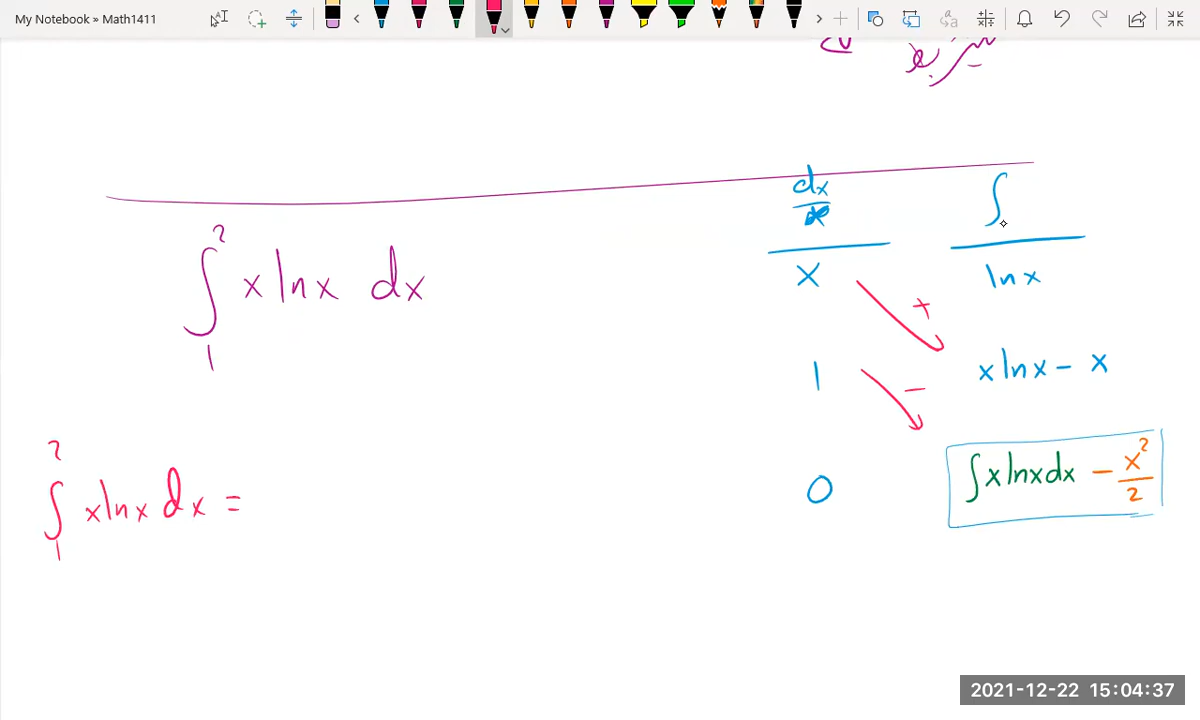 My Notebook » Math1411
dx ∫
∫₁² x ln x dx
x ln x
+
1 x ln x - x
-
0 ∫ x ln x dx - x²/2
∫₁² x ln x dx =
2021-12-22 15:04:37